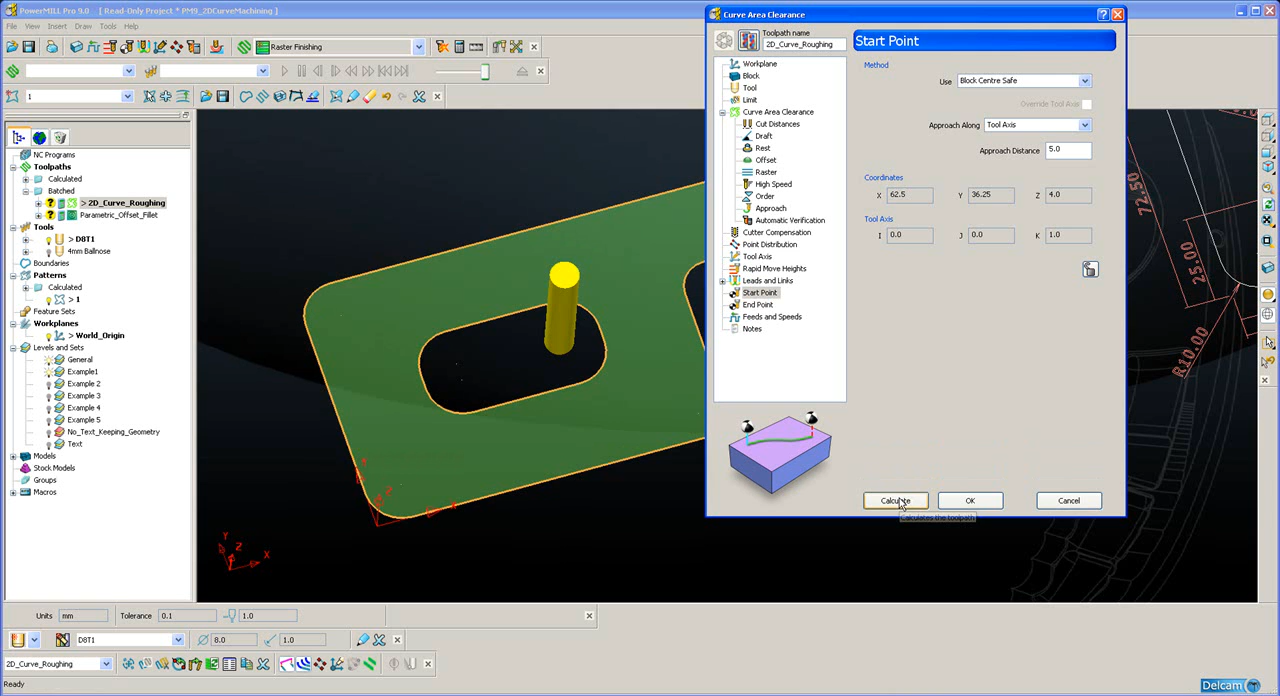 PowerMILL Pro 9.0 - [ Read-Only Project * PM9_2DCurveMachining]
File View Insert Draw Tools Help
Raster Finishing
1
NC Programs
Toolpaths
Calculated
Batched
> 2D_Curve_Roughing
Parametric_Offset_Fillet
Tools
> D8T1
4mm Ballnose
Boundaries
Patterns
Calculated
> 1
Feature Sets
Workplanes
> World_Origin
Levels and Sets
General
Example1
Example 2
Example 3
Example 4
Example 5
No_Text_Keeping_Geometry
Text
Models
Stock Models
Groups
Macros
Z
Y
Z
X
72.50
25.00
R10.00
Curve Area Clearance
Toolpath name
2D_Curve_Roughing
Workplane
Block
Tool
Limit
Curve Area Clearance
Cut Distances
Draft
Rest
Offset
Raster
High Speed
Order
Approach
Automatic Verification
Cutter Compensation
Point Distribution
Tool Axis
Rapid Move Heights
Leads and Links
Start Point
End Point
Feeds and Speeds
Notes
Start Point
Method
Use Block Centre Safe
Override Tool Axis
Approach Along Tool Axis
Approach Distance 5.0
Coordinates
X 62.5 Y 36.25 Z 4.0
Tool Axis
I 0.0 J 0.0 K 1.0
Calculate OK Cancel
Calculates the toolpath
Units mm Tolerance 0.1 1.0
D8T1 8.0 1.0
2D_Curve_Roughing
Ready
Delcam